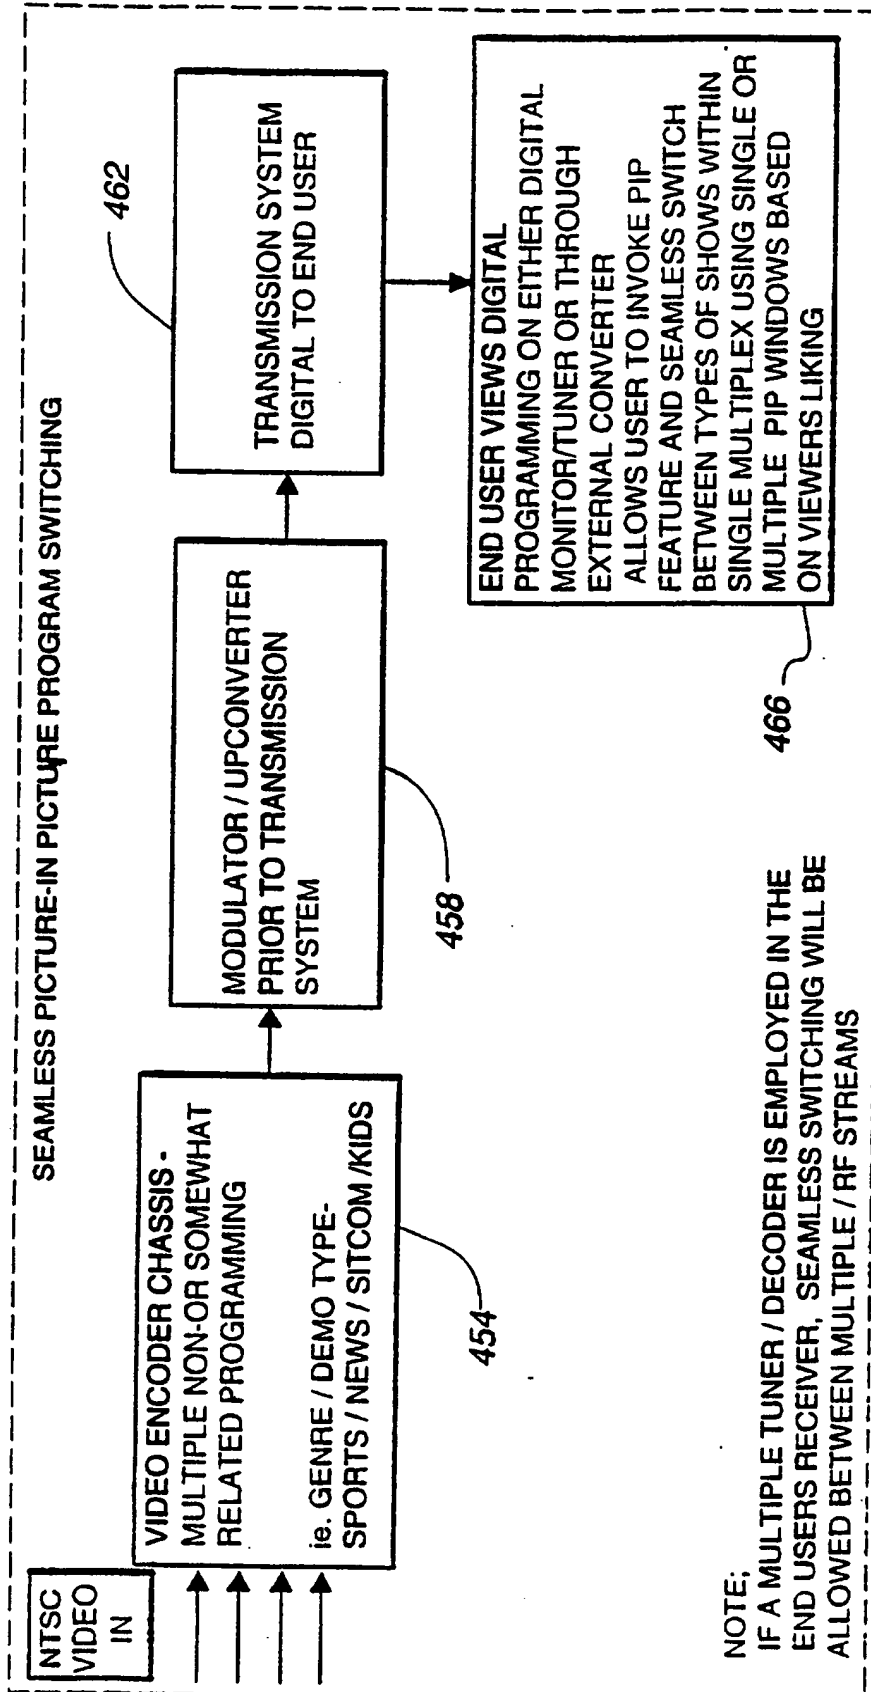 SEAMLESS PICTURE-IN PICTURE PROGRAM SWITCHING
NTSC
VIDEO
IN
VIDEO ENCODER CHASSIS -
MULTIPLE NON-OR SOMEWHAT
RELATED PROGRAMMING
ie. GENRE / DEMO TYPE-
SPORTS / NEWS / SITCOM /KIDS
454
MODULATOR / UPCONVERTER
PRIOR TO TRANSMISSION
SYSTEM
458
TRANSMISSION SYSTEM
DIGITAL TO END USER
462
END USER VIEWS DIGITAL
PROGRAMMING ON EITHER DIGITAL
MONITOR/TUNER OR THROUGH
EXTERNAL CONVERTER
ALLOWS USER TO INVOKE PIP
FEATURE AND SEAMLESS SWITCH
BETWEEN TYPES OF SHOWS WITHIN
SINGLE MULTIPLEX USING SINGLE OR
MULTIPLE PIP WINDOWS BASED
ON VIEWERS LIKING
466
NOTE;
IF A MULTIPLE TUNER / DECODER IS EMPLOYED IN THE
END USERS RECEIVER, SEAMLESS SWITCHING WILL BE
ALLOWED BETWEEN MULTIPLE / RF STREAMS